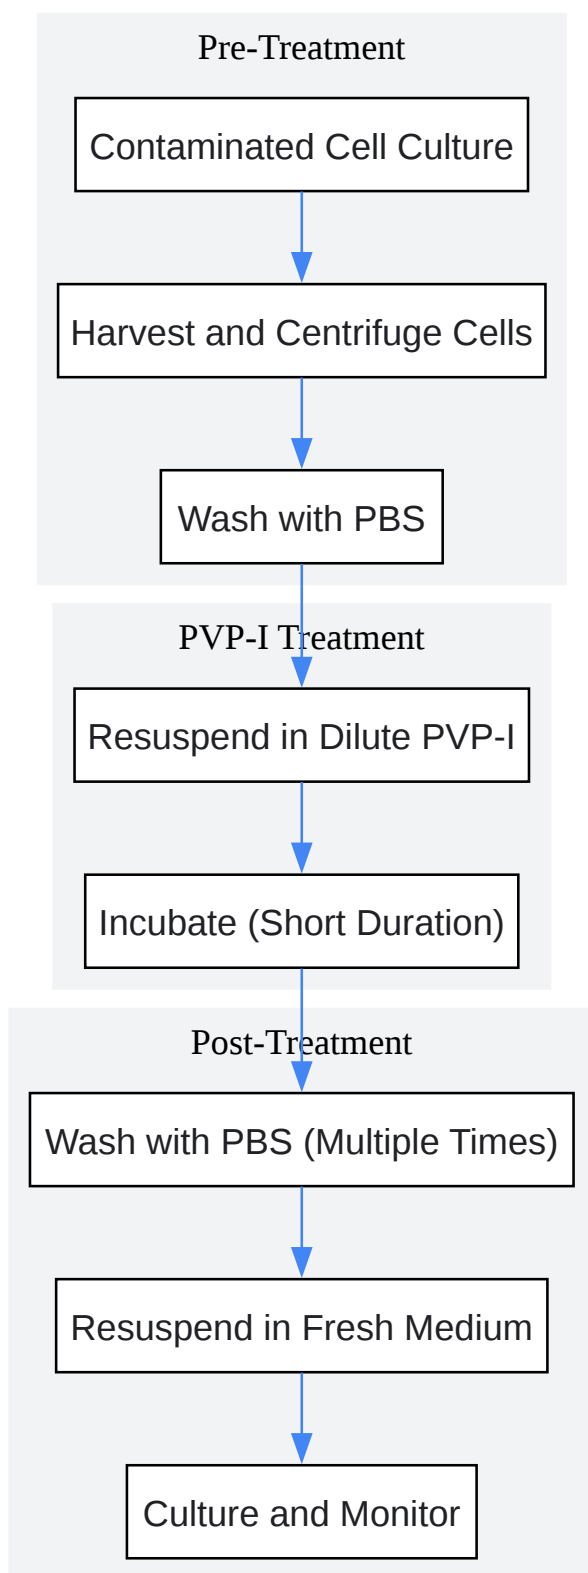 Pre-Treatment
Contaminated Cell Culture
Harvest and Centrifuge Cells
Wash with PBS
PVP-I Treatment
Resuspend in Dilute PVP-I
Incubate (Short Duration)
Post-Treatment
Wash with PBS (Multiple Times)
Resuspend in Fresh Medium
Culture and Monitor